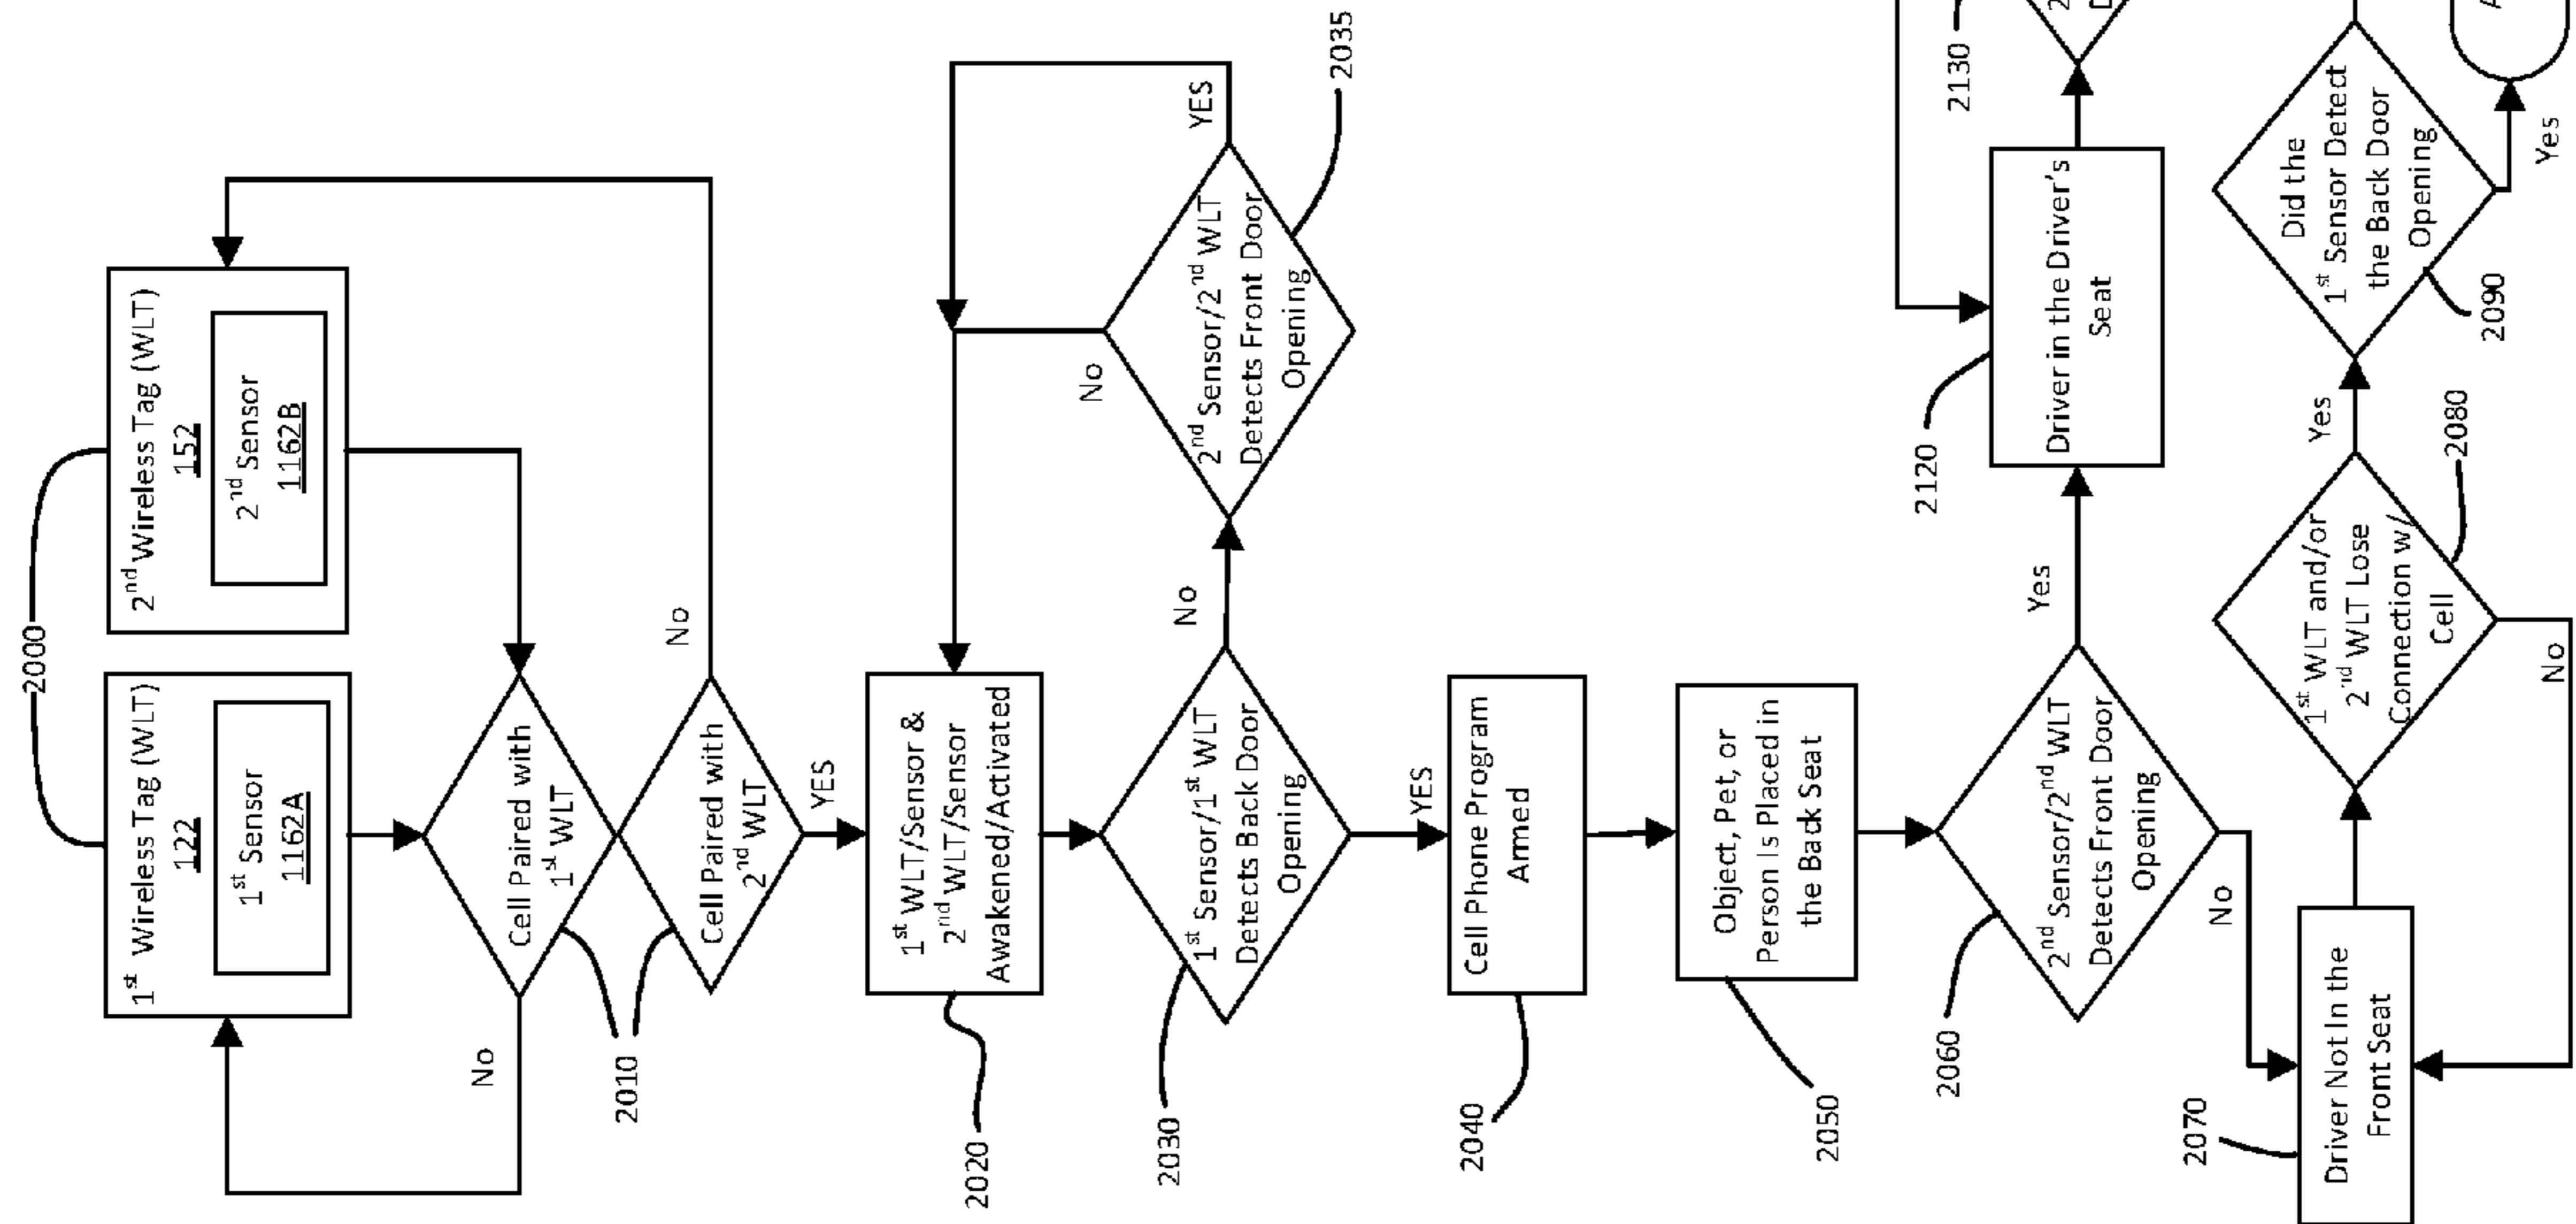 2000
1st Wireless Tag (WLT)
122
1st Sensor
1162A
2nd Wireless Tag (WLT)
152
2nd Sensor
1162B
Cell Paired with
1st WLT
No
Cell Paired with
2nd WLT
No
2010
YES
1st WLT/Sensor &
2nd WLT/Sensor
Awakened/Activated
2020
1st Sensor/1st WLT
Detects Back Door
Opening
2030
No
2nd Sensor/2nd WLT
Detects Front Door
Opening
2035
No
YES
YES
Cell Phone Program
Armed
2040
Object, Pet, or
Person Is Placed in
the Back Seat
2050
2nd Sensor/2nd WLT
Detects Front Door
Opening
2060
Yes
Driver in the Driver's
Seat
2120
2130
2
D
No
Driver Not In the
Front Seat
2070
1st WLT and/or
2nd WLT Lose
Connection w/
Cell
2080
No
Yes
Did the
1st Sensor Detect
the Back Door
Opening
2090
Yes